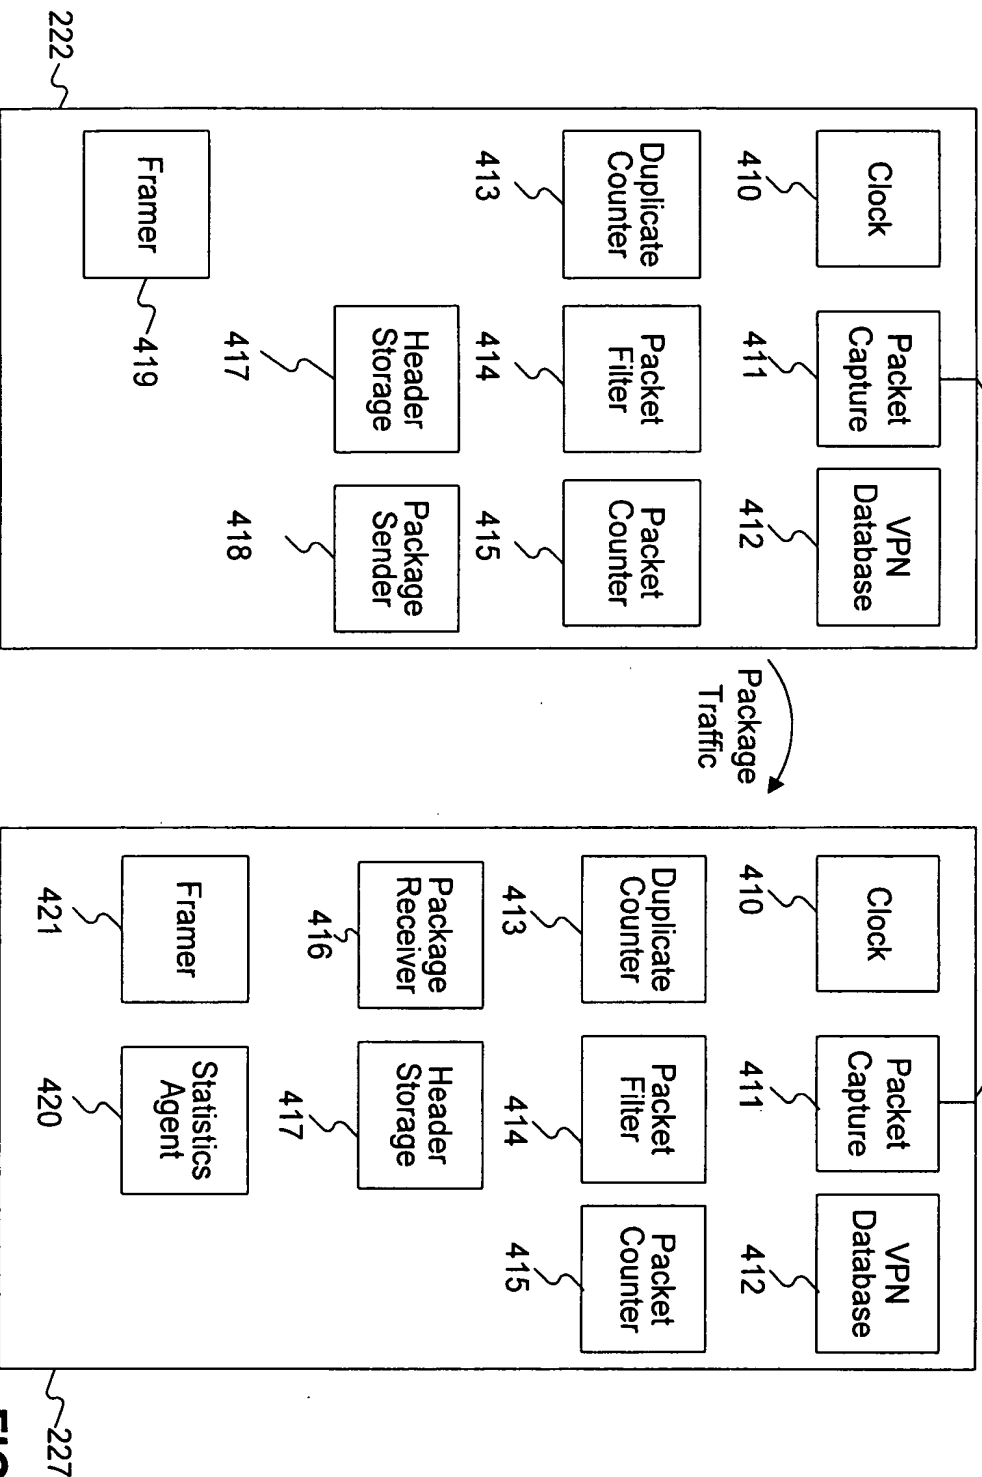 Clock
410
Packet
Capture
411
VPN
Database
412
Duplicate
Counter
413
Packet
Filter
414
Packet
Counter
415
Header
Storage
417
Package
Sender
418
Framer
419
222
Package
Traffic
Clock
410
Packet
Capture
411
VPN
Database
412
Duplicate
Counter
413
Packet
Filter
414
Packet
Counter
415
Package
Receiver
416
Header
Storage
417
Framer
421
Statistics
Agent
420
227